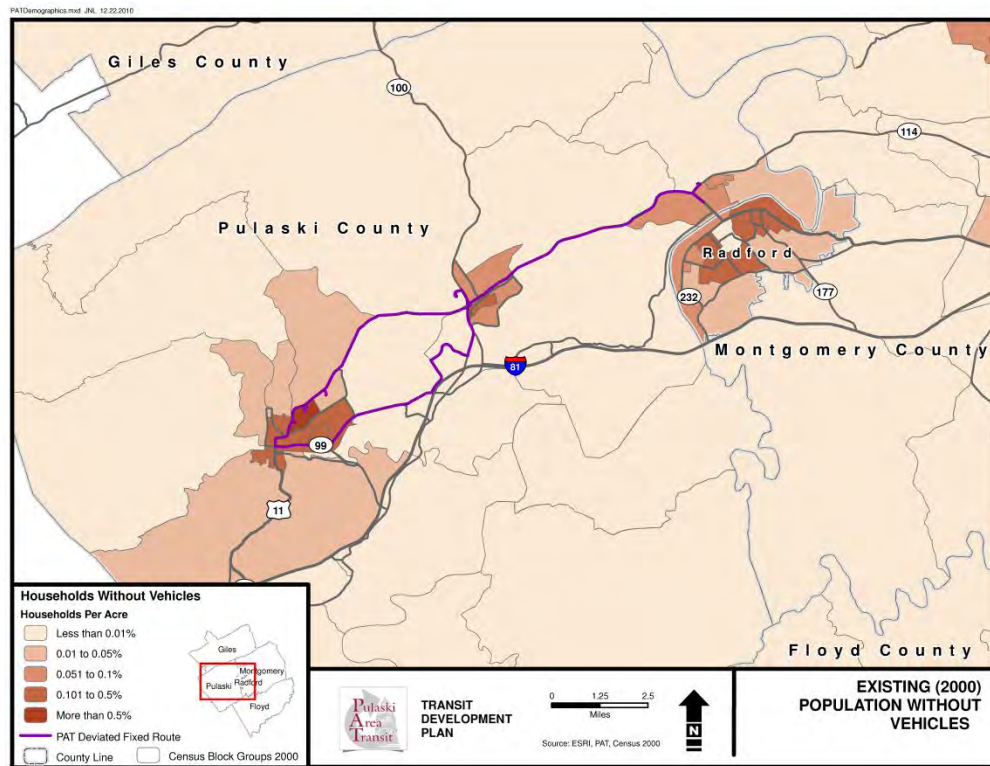 PATDemographics.mxd JNL 12.22.2010
Giles County
100
114
Pulaski County
Radford
232
177
Montgomery County
81
99
11
Floyd County
Households Without Vehicles
Households Per Acre
Less than 0.01%
0.01 to 0.05%
0.051 to 0.1%
0.101 to 0.5%
More than 0.5%
PAT Deviated Fixed Route
County Line
Census Block Groups 2000
Giles
Montgomery
Pulaski
Radford
Floyd
Pulaski
Area
Transit
TRANSIT
DEVELOPMENT
PLAN
0 1.25 2.5
Miles
Source: ESRI, PAT, Census 2000
N
EXISTING (2000)
POPULATION WITHOUT
VEHICLES